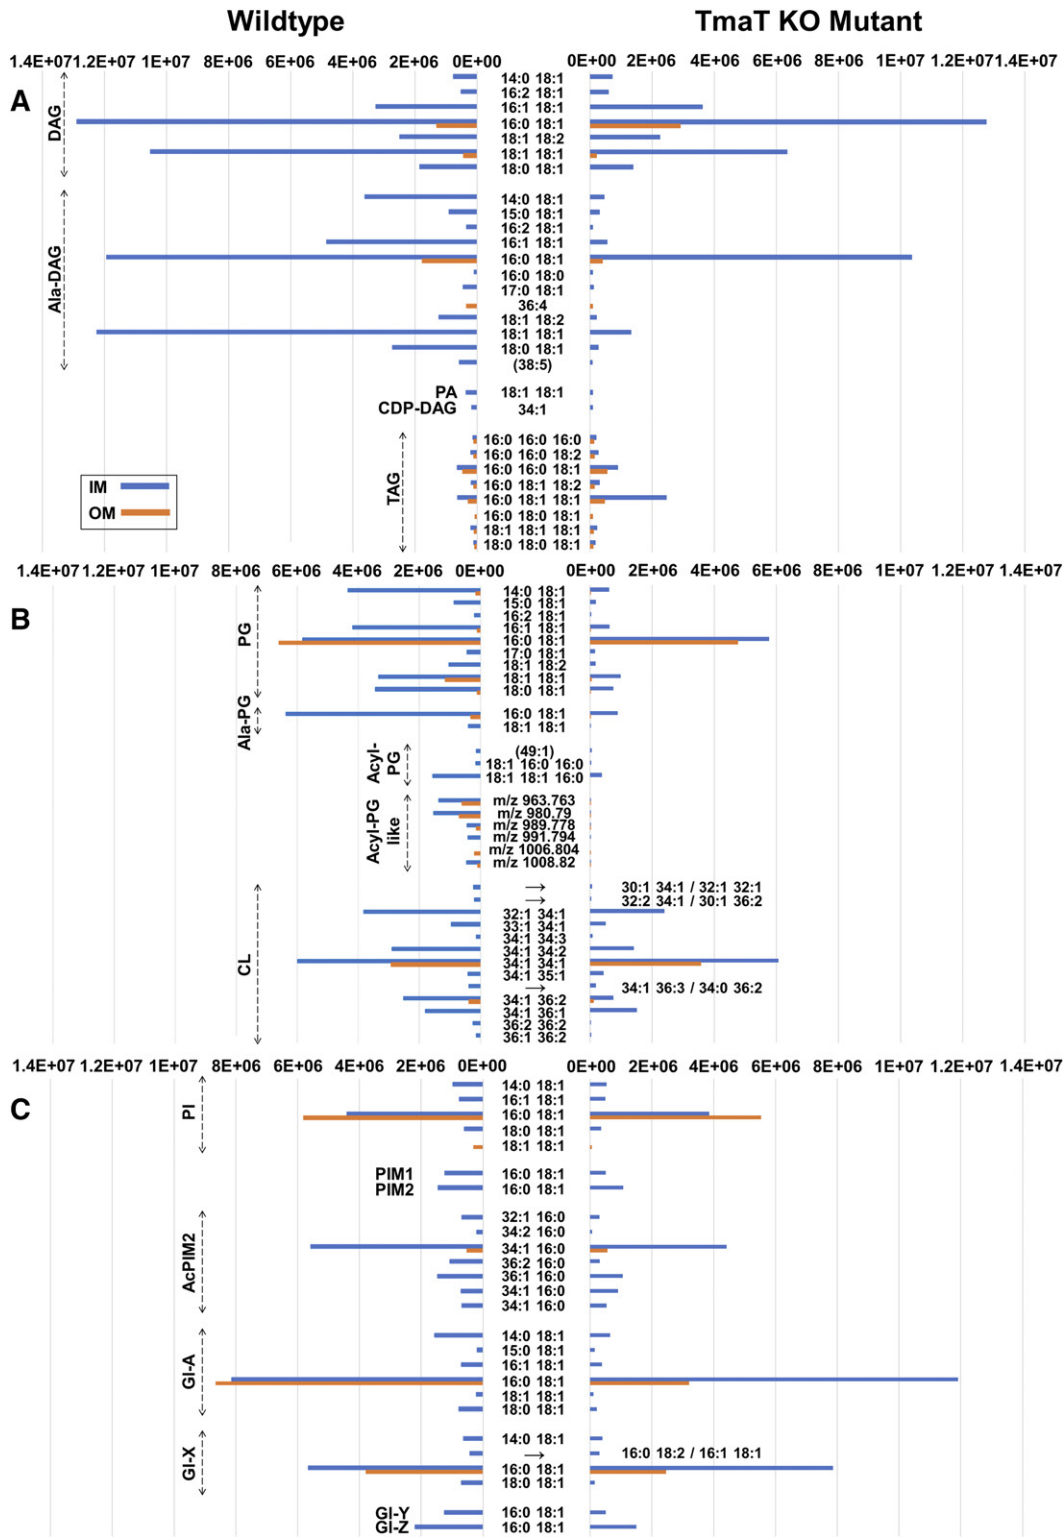 Wildtype TmaT KO Mutant
1.4E+07 1.2E+07 1E+07 8E+06 6E+06 4E+06 2E+06 0E+00 0E+00 2E+06 4E+06 6E+06 8E+06 1E+07 1.2E+07 1.4E+07
A
DAG
14:0 18:1
16:2 18:1
16:1 18:1
16:0 18:1
18:1 18:2
18:1 18:1
18:0 18:1
Ala-DAG
14:0 18:1
15:0 18:1
16:2 18:1
16:1 18:1
16:0 18:1
16:0 18:0
17:0 18:1
36:4
18:1 18:2
18:1 18:1
18:0 18:1
(38:5)
PA 18:1 18:1
CDP-DAG 34:1
TAG
16:0 16:0 16:0
16:0 16:0 18:2
16:0 16:0 18:1
16:0 18:1 18:2
16:0 18:1 18:1
16:0 18:0 18:1
18:1 18:1 18:1
18:0 18:0 18:1
IM
OM
1.4E+07 1.2E+07 1E+07 8E+06 6E+06 4E+06 2E+06 0E+00 0E+00 2E+06 4E+06 6E+06 8E+06 1E+07 1.2E+07 1.4E+07
B
PG
14:0 18:1
15:0 18:1
16:2 18:1
16:1 18:1
16:0 18:1
17:0 18:1
18:1 18:2
18:1 18:1
18:0 18:1
Ala-PG
16:0 18:1
18:1 18:1
Acyl-
PG
(49:1)
18:1 16:0 16:0
18:1 18:1 16:0
Acyl-PG
like
m/z 963.763
m/z 980.79
m/z 989.778
m/z 991.794
m/z 1006.804
m/z 1008.82
CL
→ 30:1 34:1 / 32:1 32:1
→ 32:2 34:1 / 30:1 36:2
32:1 34:1
33:1 34:1
34:1 34:3
34:1 34:2
34:1 34:1
34:1 35:1
→ 34:1 36:3 / 34:0 36:2
34:1 36:2
34:1 36:1
36:2 36:2
36:1 36:2
1.4E+07 1.2E+07 1E+07 8E+06 6E+06 4E+06 2E+06 0E+00 0E+00 2E+06 4E+06 6E+06 8E+06 1E+07 1.2E+07 1.4E+07
C
PI
14:0 18:1
16:1 18:1
16:0 18:1
18:0 18:1
18:1 18:1
PIM1 16:0 18:1
PIM2 16:0 18:1
AcPIM2
32:1 16:0
34:2 16:0
34:1 16:0
36:2 16:0
36:1 16:0
34:1 16:0
34:1 16:0
GI-A
14:0 18:1
15:0 18:1
16:1 18:1
16:0 18:1
18:1 18:1
18:0 18:1
GI-X
14:0 18:1
→ 16:0 18:2 / 16:1 18:1
16:0 18:1
18:0 18:1
GI-Y 16:0 18:1
GI-Z 16:0 18:1